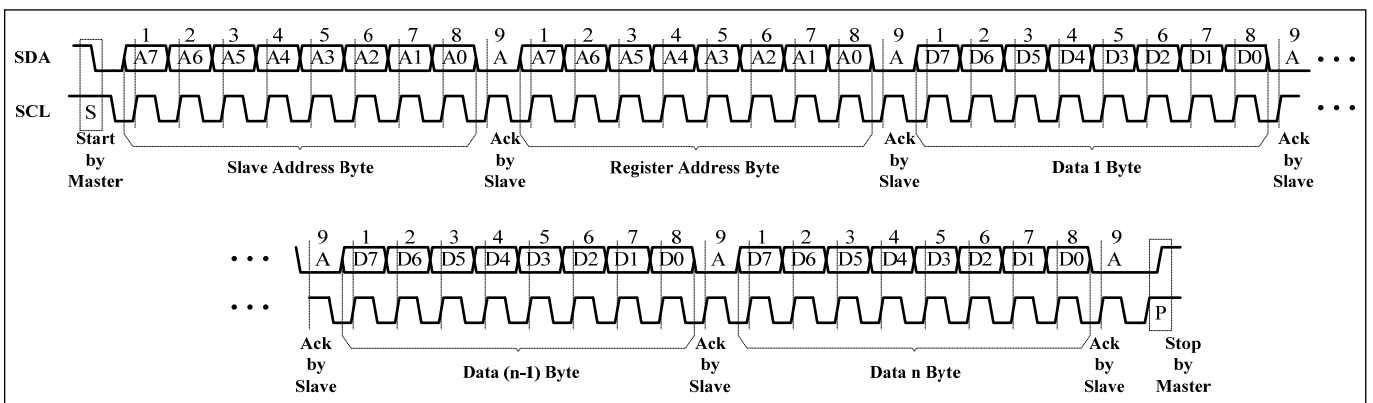 1 2 3 4 5 6 7 8 9 1 2 3 4 5 6 7 8 9 1 2 3 4 5 6 7 8 9
SDA A7 A6 A5 A4 A3 A2 A1 A0 A A7 A6 A5 A4 A3 A2 A1 A0 A D7 D6 D5 D4 D3 D2 D1 D0 A • • •
SCL S • • •
Start by Master
Slave Address Byte
Ack by Slave
Register Address Byte
Ack by Slave
Data 1 Byte
Ack by Slave
9 1 2 3 4 5 6 7 8 9 1 2 3 4 5 6 7 8 9
• • • A D7 D6 D5 D4 D3 D2 D1 D0 A D7 D6 D5 D4 D3 D2 D1 D0 A
• • • P
Ack by Slave
Data (n-1) Byte
Ack by Slave
Data n Byte
Ack by Slave
Stop by Master